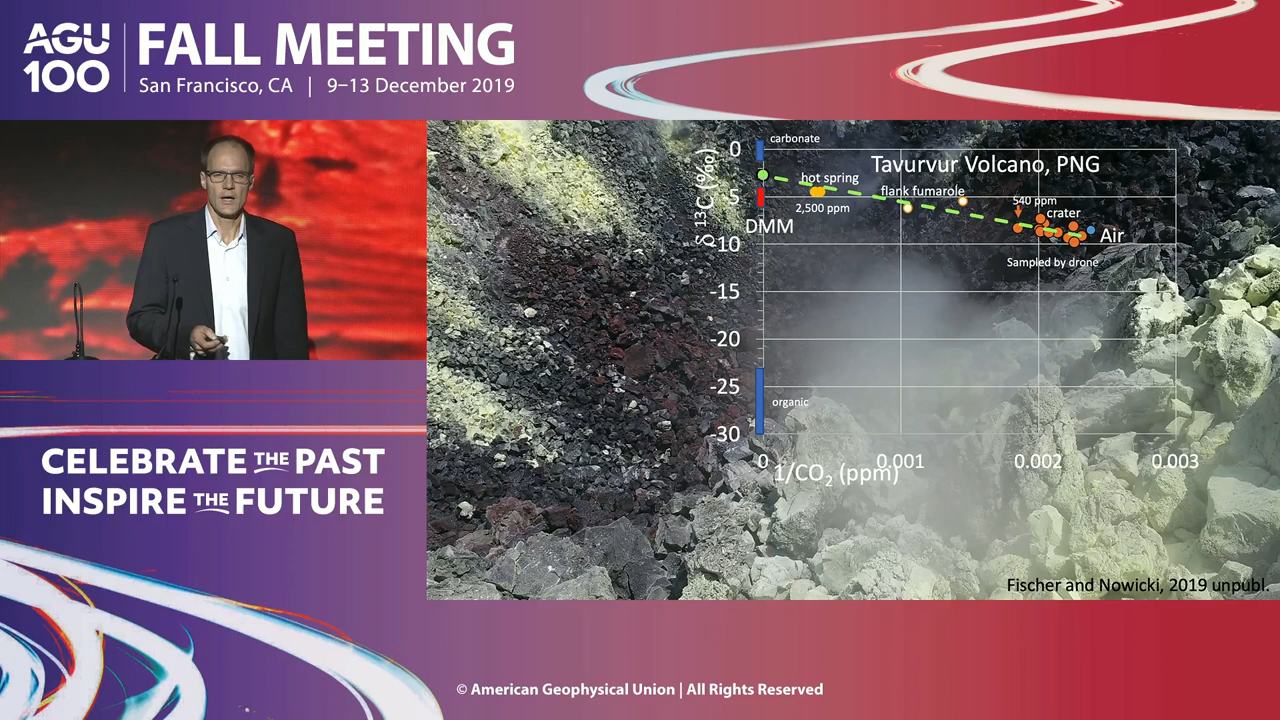 AGU
100
FALL MEETING
San Francisco, CA | 9–13 December 2019
CELEBRATE THE PAST
INSPIRE THE FUTURE
Tavurvur Volcano, PNG
carbonate
hot spring
flank fumarole
2,500 ppm
540 ppm
crater
DMM
Air
Sampled by drone
organic
δ ¹³C (‰)
0
-5
-10
-15
-20
-25
-30
0
0.001
0.002
0.003
1/CO₂ (ppm)
Fischer and Nowicki, 2019 unpubl.
© American Geophysical Union | All Rights Reserved